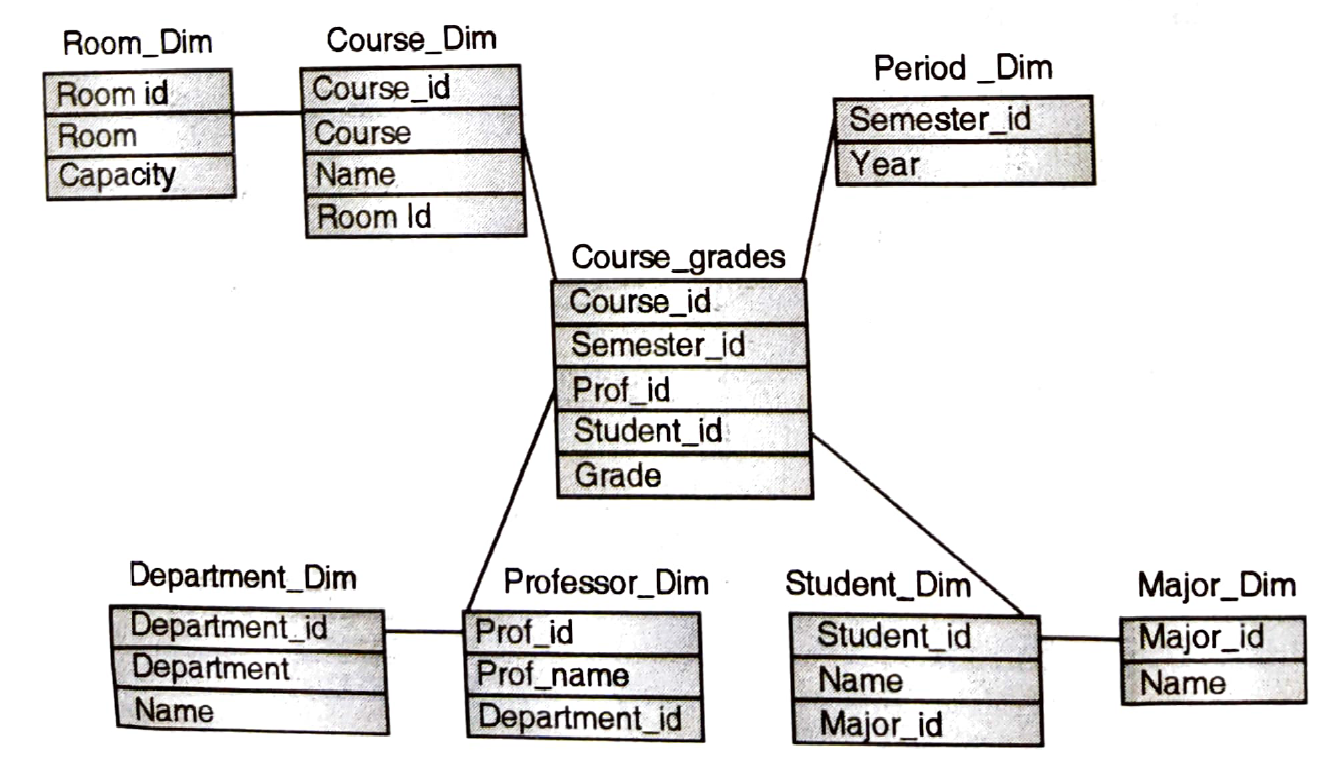 Room_Dim
Room id
Room
Capacity
Course_Dim
Course_id
Course
Name
Room Id
Period _Dim
Semester_id
Year
Course_grades
Course_id
Semester_id
Prof_id
Student_id
Grade
Department_Dim
Department_id
Department
Name
Professor_Dim
Prof_id
Prof_name
Department_id
Student_Dim
Student_id
Name
Major_id
Major_Dim
Major_id
Name